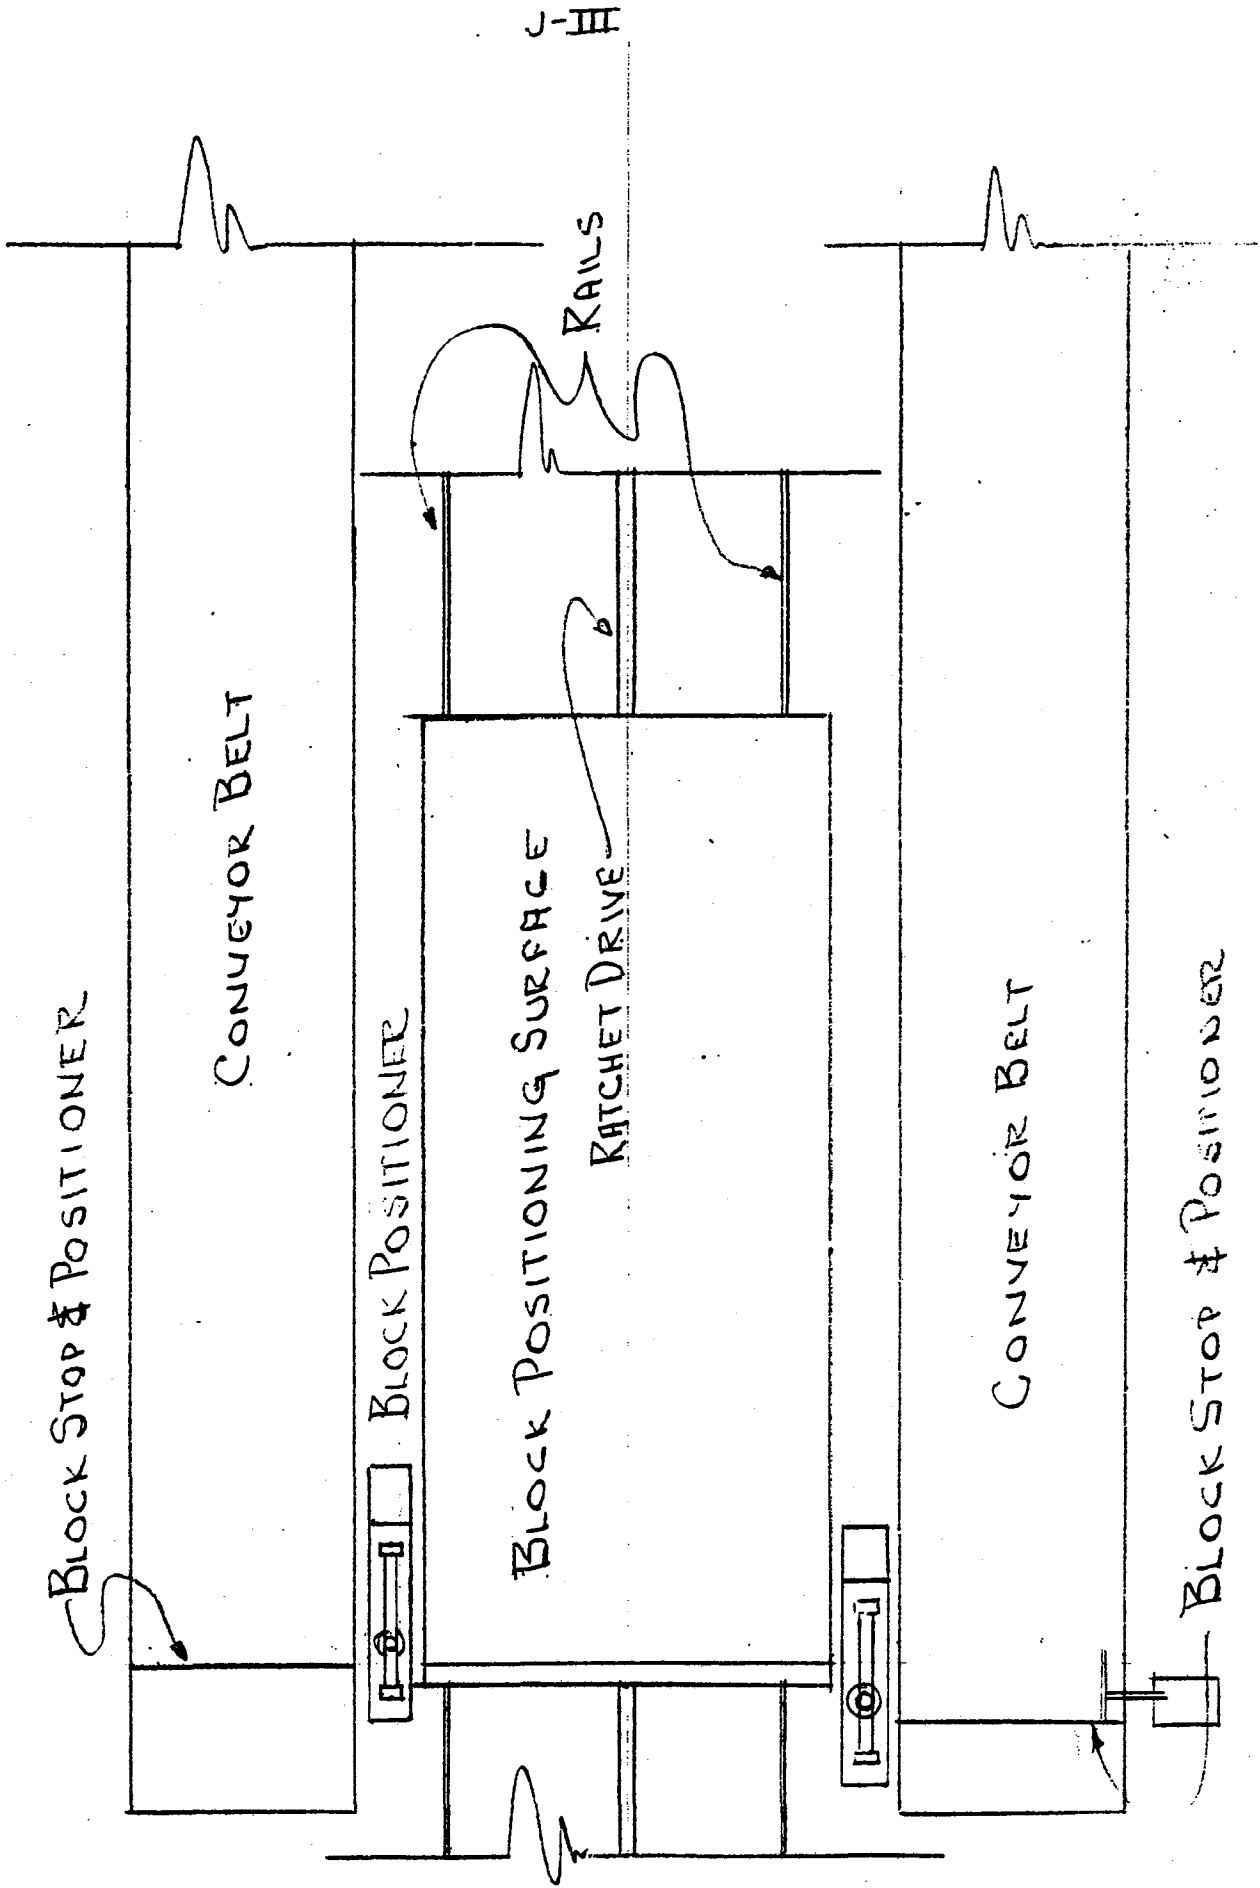 J-III
BLOCK STOP & POSITIONER
CONVEYOR BELT
BLOCK POSITIONER
BLOCK POSITIONING SURFACE
RATCHET DRIVE
RAILS
CONVEYOR BELT
BLOCK STOP & POSITIONER